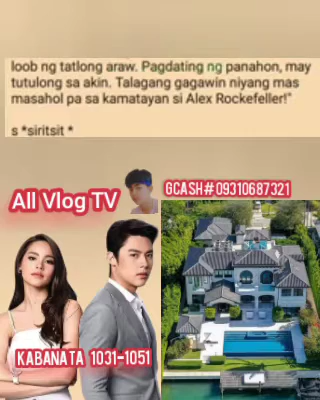 loob ng tatlong araw. Pagdating ng panahon, may
tutulong sa akin. Talagang gagawin niyang mas
masahol pa sa kamatayan si Alex Rockefeller!"
s *siritsit *
All Vlog TV
GCASH# 09310687321
KABANATA 1031-1051